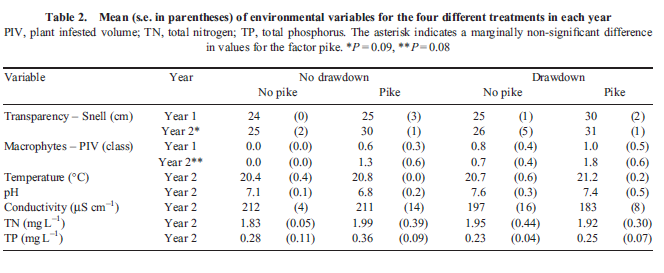 Table 2. Mean (s.e. in parentheses) of environmental variables for the four different treatments in each year
PIV, plant infested volume; TN, total nitrogen; TP, total phosphorus. The asterisk indicates a marginally non-significant difference
in values for the factor pike. *P=0.09, **P=0.08
Variable Year No drawdown Drawdown
No pike Pike No pike Pike
Transparency – Snell (cm) Year 1 24 (0) 25 (3) 25 (1) 30 (2)
Year 2* 25 (2) 30 (1) 26 (5) 31 (1)
Macrophytes – PIV (class) Year 1 0.0 (0.0) 0.6 (0.3) 0.8 (0.4) 1.0 (0.5)
Year 2** 0.0 (0.0) 1.3 (0.6) 0.7 (0.4) 1.8 (0.6)
Temperature (°C) Year 2 20.4 (0.4) 20.8 (0.0) 20.7 (0.6) 21.2 (0.2)
pH Year 2 7.1 (0.1) 6.8 (0.2) 7.6 (0.3) 7.4 (0.5)
Conductivity (µS cm⁻¹) Year 2 212 (4) 211 (14) 197 (16) 183 (8)
TN (mg L⁻¹) Year 2 1.83 (0.05) 1.99 (0.39) 1.95 (0.44) 1.92 (0.30)
TP (mg L⁻¹) Year 2 0.28 (0.11) 0.36 (0.09) 0.23 (0.04) 0.25 (0.07)